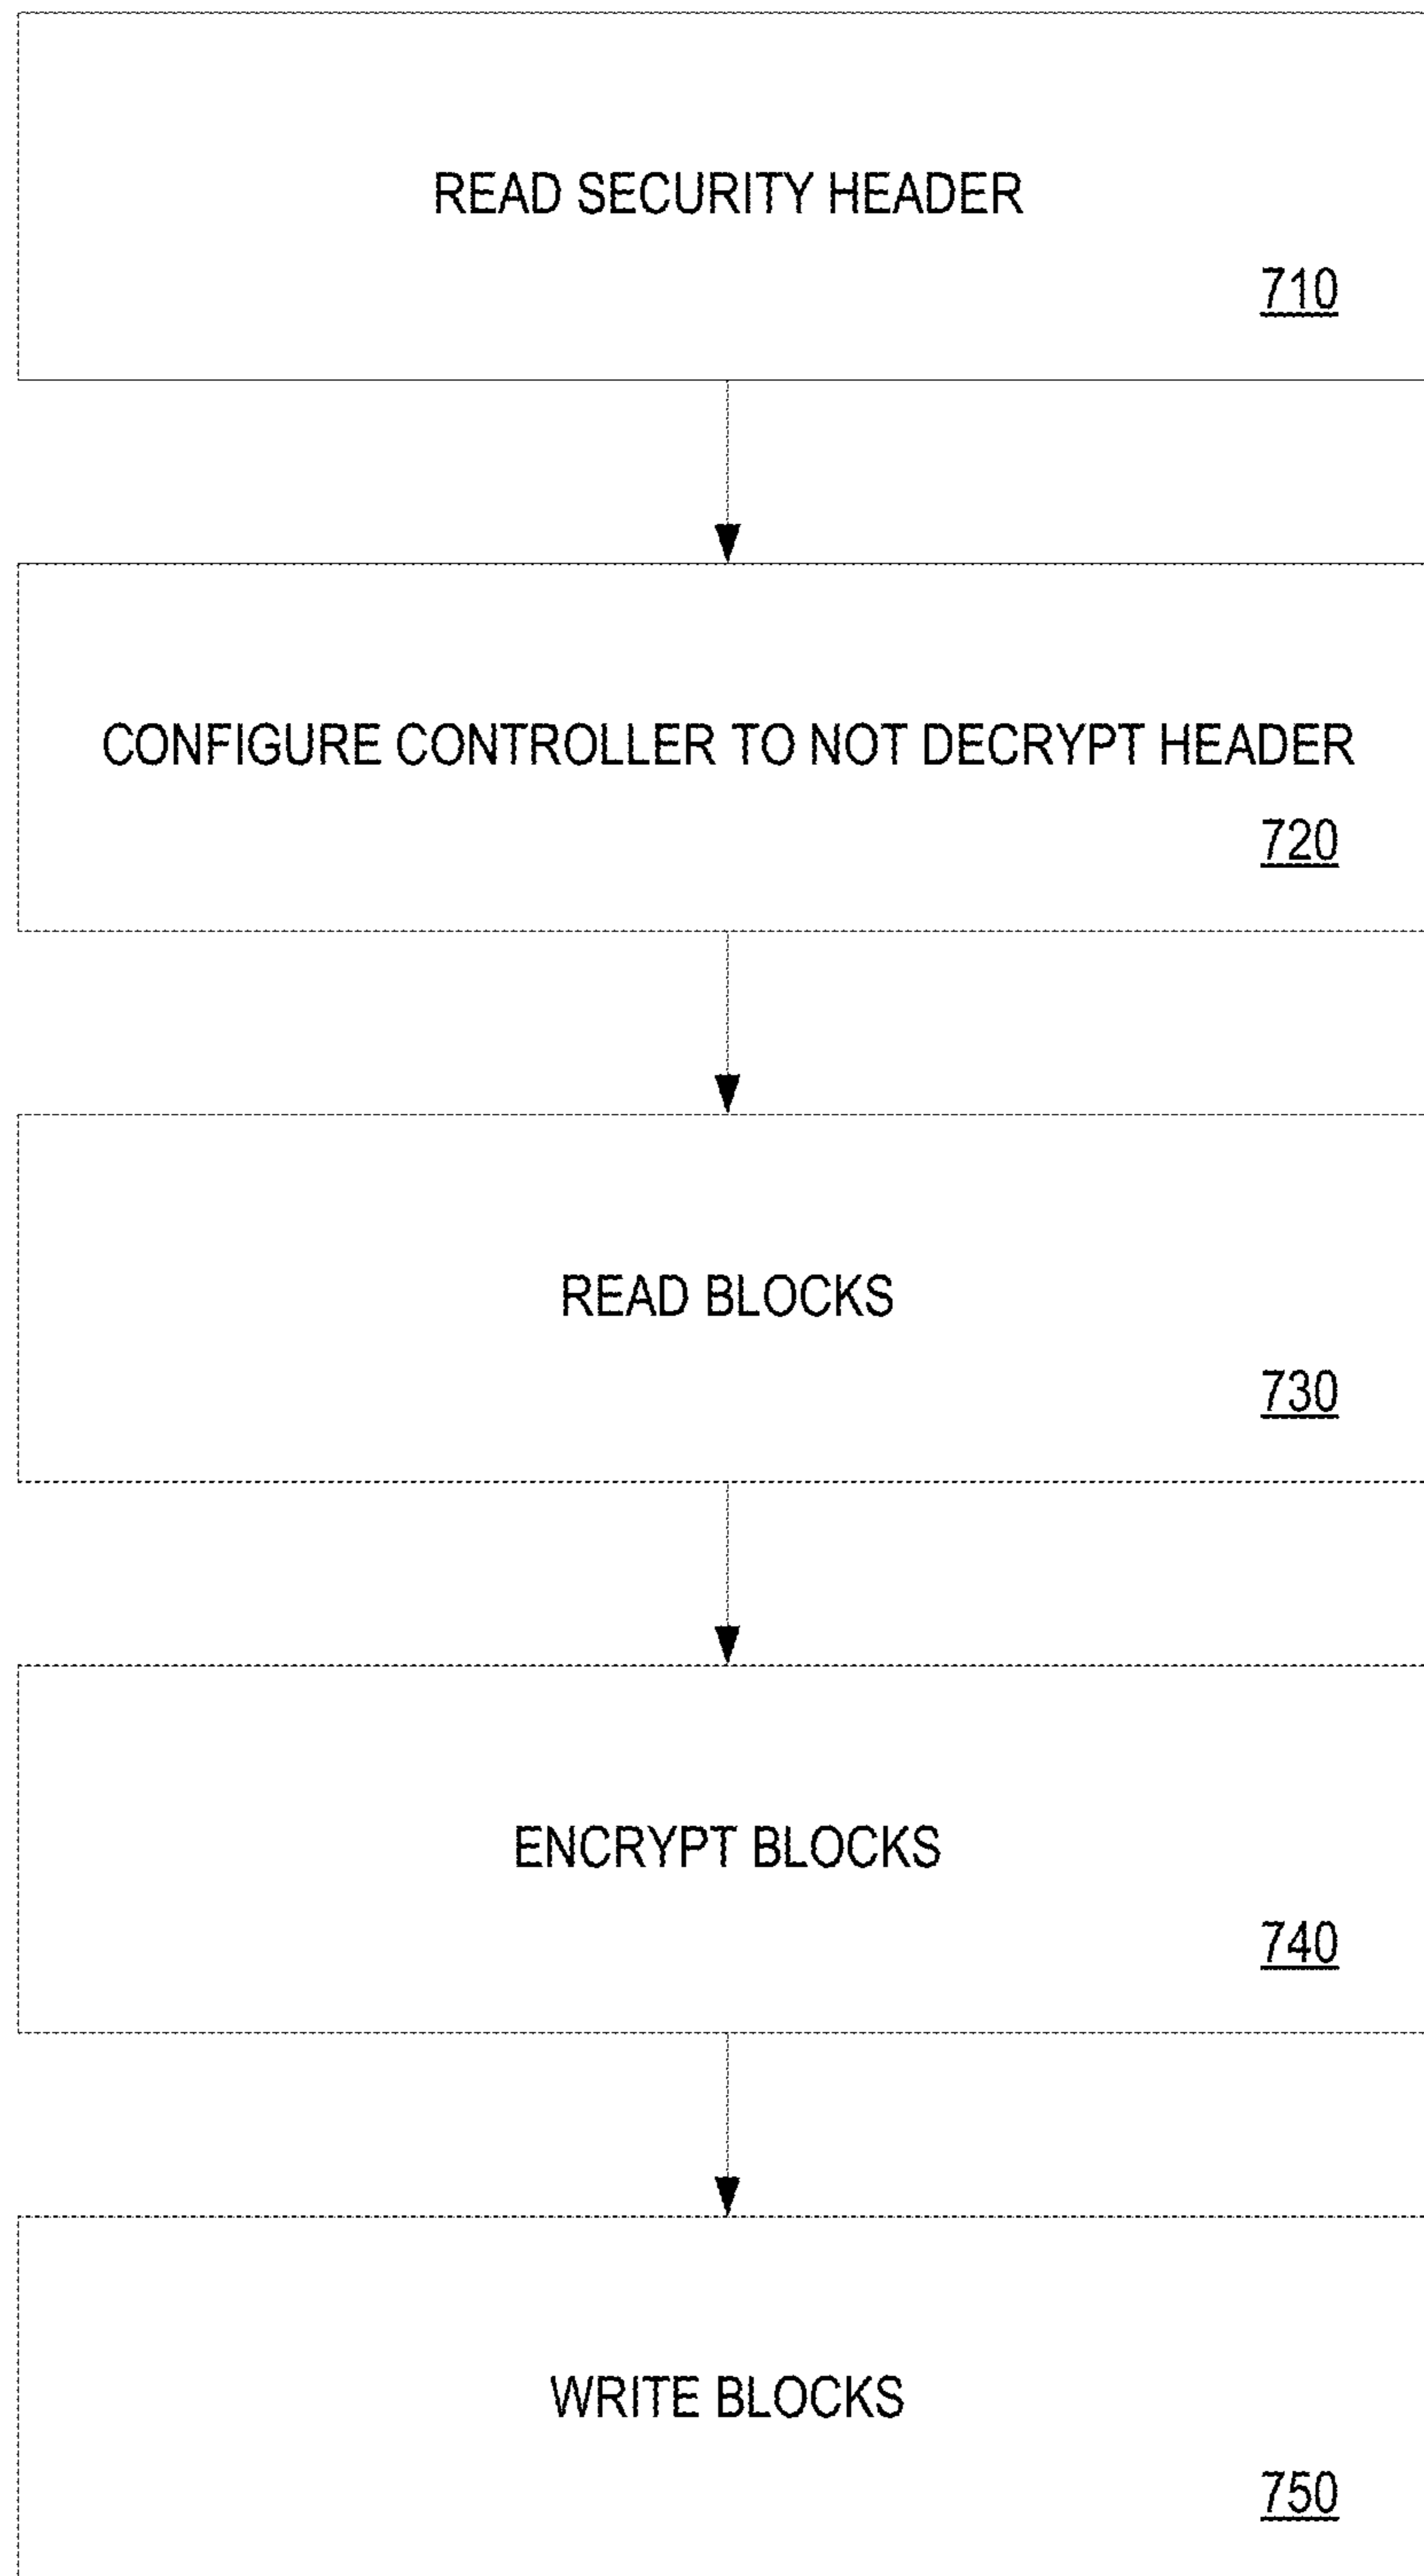 READ SECURITY HEADER
710
CONFIGURE CONTROLLER TO NOT DECRYPT HEADER
720
READ BLOCKS
730
ENCRYPT BLOCKS
740
WRITE BLOCKS
750